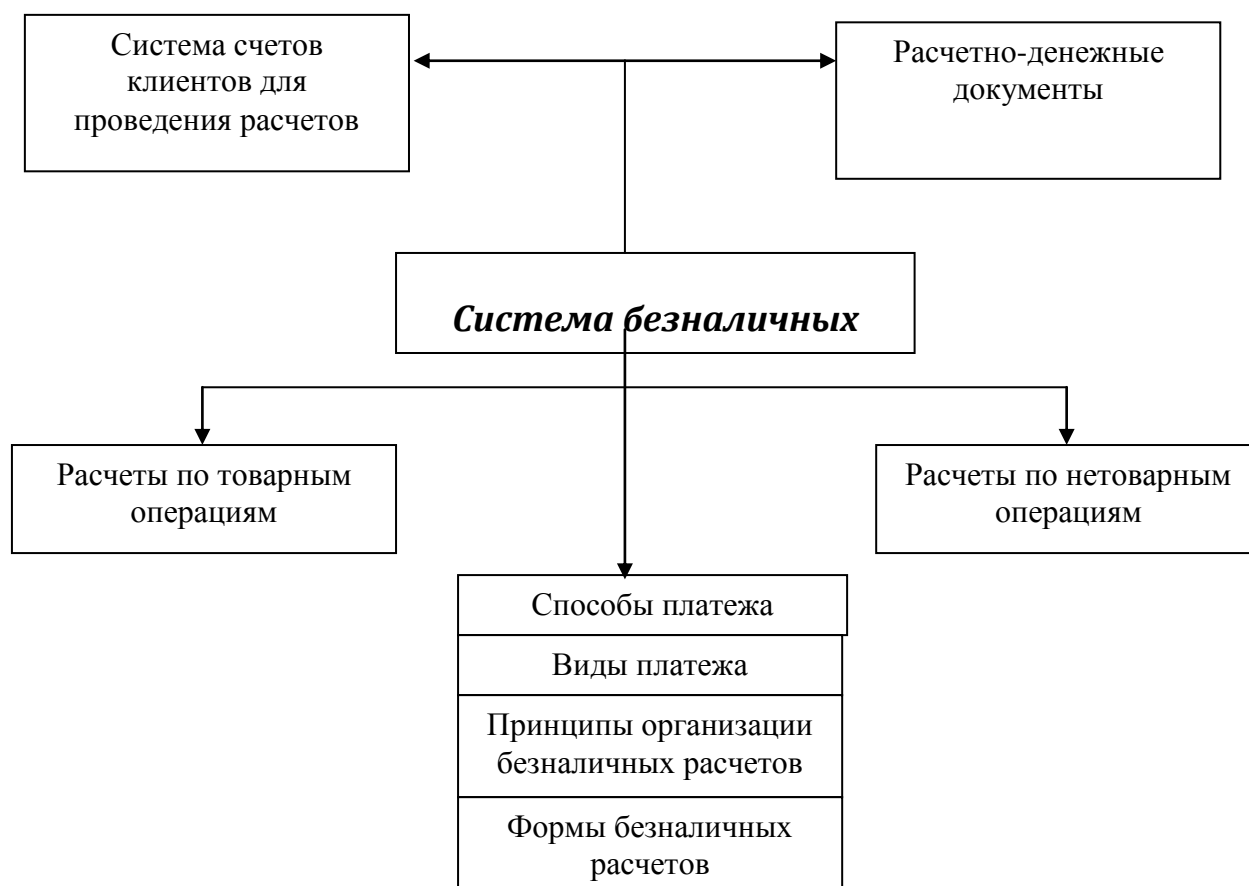 Система счетов
клиентов для
проведения расчетов
Расчетно-денежные
документы
Система безналичных
Расчеты по товарным
операциям
Расчеты по нетоварным
операциям
Способы платежа
Виды платежа
Принципы организации
безналичных расчетов
Формы безналичных
расчетов